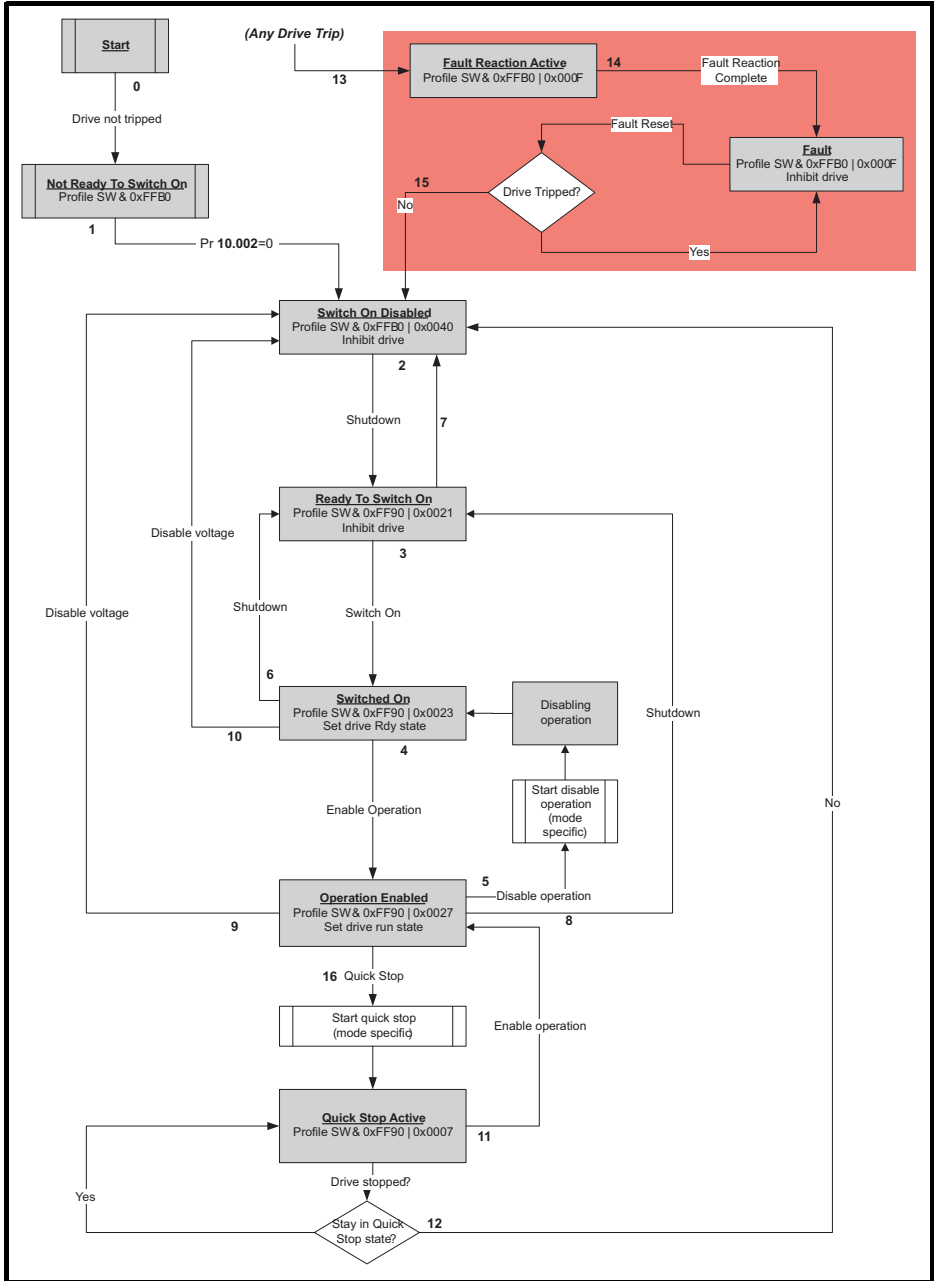 Start
0
Drive not tripped
Not Ready To Switch On
Profile SW & 0xFFB0
1
Pr 10.002=0
(Any Drive Trip)
13
Fault Reaction Active
Profile SW & 0xFFB0 | 0x000F
14
Fault Reaction
Complete
Fault Reset
Fault
Profile SW & 0xFFB0 | 0x000F
Inhibit drive
Drive Tripped?
15
No
Yes
Switch On Disabled
Profile SW & 0xFFB0 | 0x0040
Inhibit drive
2
Shutdown
7
Ready To Switch On
Profile SW & 0xFF90 | 0x0021
Inhibit drive
3
Disable voltage
Disable voltage
Shutdown
Switch On
6
Switched On
Profile SW & 0xFF90 | 0x0023
Set drive Rdy state
10
4
Disabling
operation
Shutdown
Start disable
operation
(mode
specific)
No
Enable Operation
5
Disable operation
Operation Enabled
Profile SW & 0xFF90 | 0x0027
Set drive run state
9
8
16 Quick Stop
Start quick stop
(mode specific)
Enable operation
Quick Stop Active
Profile SW & 0xFF90 | 0x0007
11
Drive stopped?
Yes
Stay in Quick
Stop state?
12